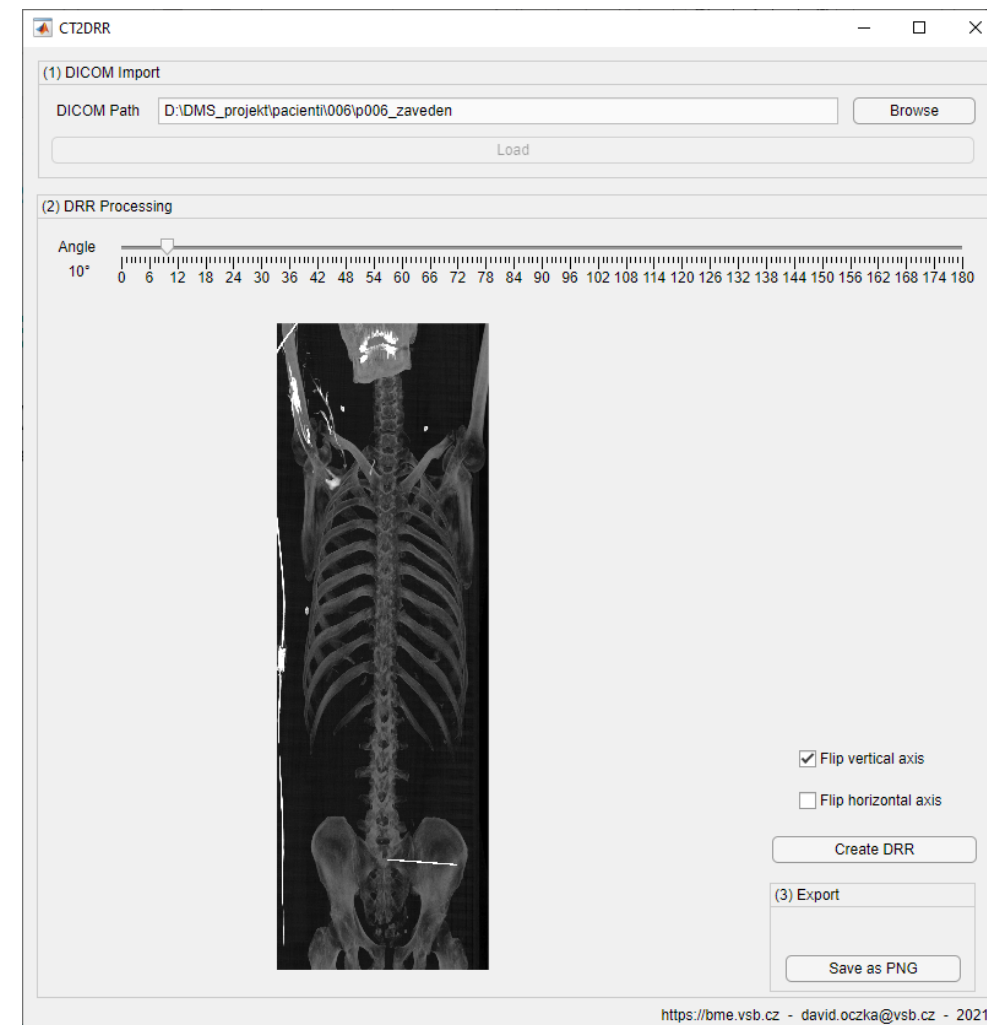 CT2DRR
(1) DICOM Import
DICOM Path D:\DMS_projekt\pacienti\006\p006_zaveden Browse
Load
(2) DRR Processing
Angle
10°
0 6 12 18 24 30 36 42 48 54 60 66 72 78 84 90 96 102 108 114 120 126 132 138 144 150 156 162 168 174 180
Flip vertical axis
Flip horizontal axis
Create DRR
(3) Export
Save as PNG
https://bme.vsb.cz - david.oczka@vsb.cz - 2021